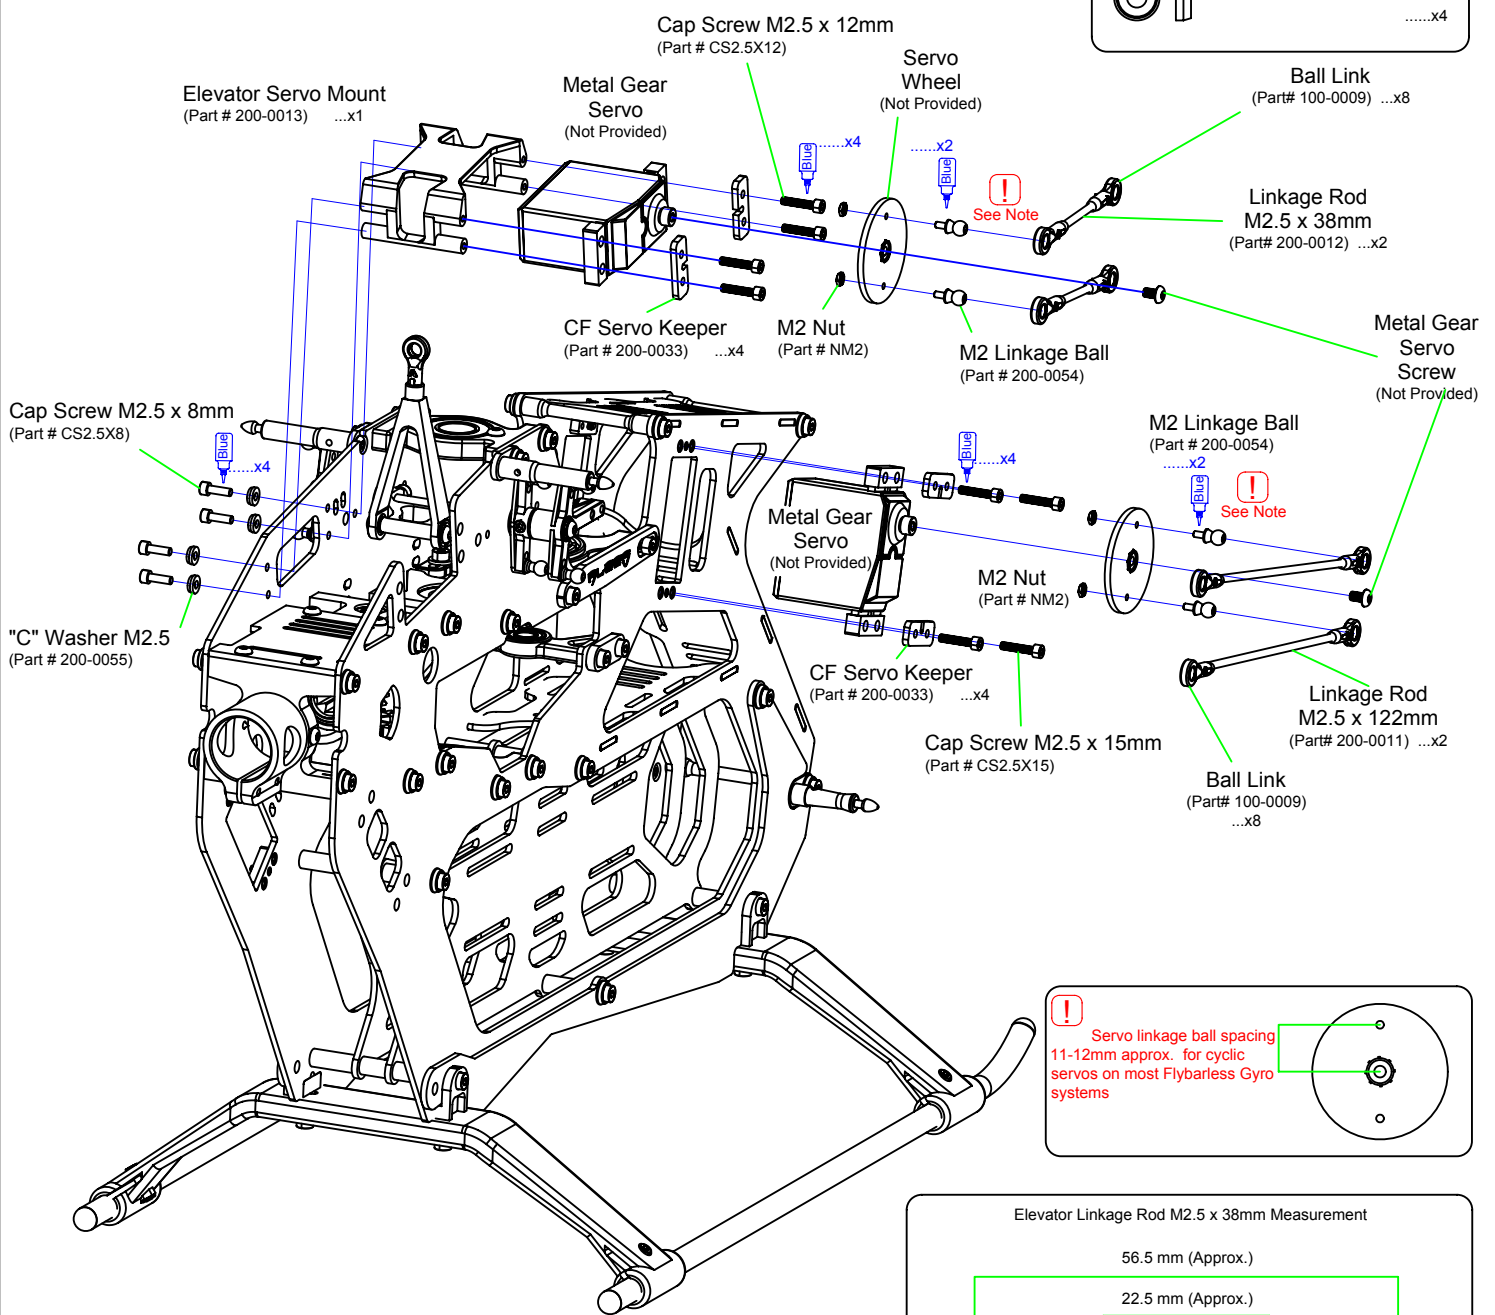 ......x4
Cap Screw M2.5 x 12mm
(Part # CS2.5X12)
Servo
Wheel
(Not Provided)
Ball Link
(Part# 100-0009) ...x8
Elevator Servo Mount
(Part # 200-0013) ...x1
Metal Gear
Servo
(Not Provided)
Blue
......x4
......x2
Blue
!
See Note
Linkage Rod
M2.5 x 38mm
(Part# 200-0012) ...x2
CF Servo Keeper
(Part # 200-0033) ...x4
M2 Nut
(Part # NM2)
M2 Linkage Ball
(Part # 200-0054)
Metal Gear
Servo
Screw
(Not Provided)
Cap Screw M2.5 x 8mm
(Part # CS2.5X8)
Blue
......x4
M2 Linkage Ball
(Part # 200-0054)
......x2
Blue
!
See Note
Blue
......x4
Metal Gear
Servo
(Not Provided)
M2 Nut
(Part # NM2)
"C" Washer M2.5
(Part # 200-0055)
CF Servo Keeper
(Part # 200-0033) ...x4
Cap Screw M2.5 x 15mm
(Part # CS2.5X15)
Linkage Rod
M2.5 x 122mm
(Part# 200-0011) ...x2
Ball Link
(Part# 100-0009)
...x8
!
Servo linkage ball spacing
11-12mm approx. for cyclic
servos on most Flybarless Gyro
systems
Elevator Linkage Rod M2.5 x 38mm Measurement
56.5 mm (Approx.)
22.5 mm (Approx.)